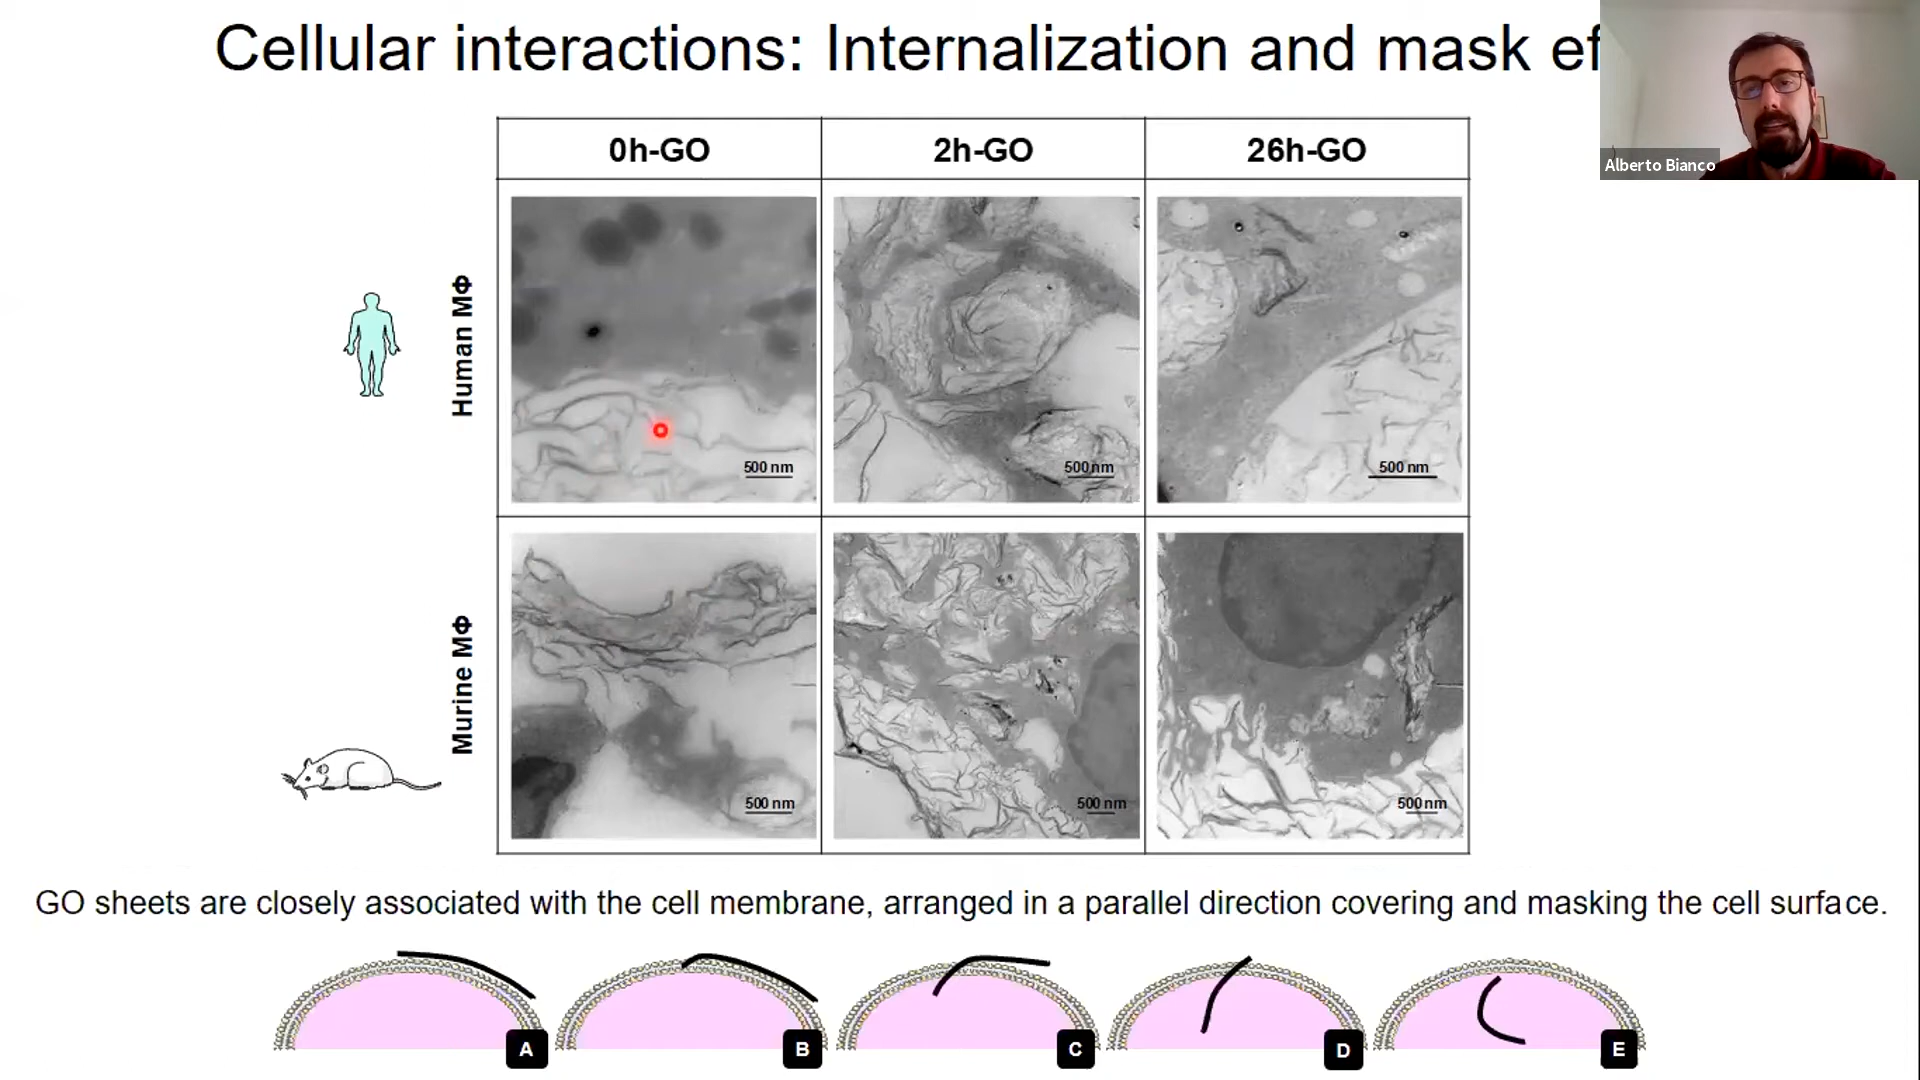 Cellular interactions: Internalization and mask ef
Alberto Bianco
0h-GO 2h-GO 26h-GO
Human MΦ
500 nm 500 nm 500 nm
Murine MΦ
500 nm 500 nm 500 nm
GO sheets are closely associated with the cell membrane, arranged in a parallel direction covering and masking the cell surface.
A B C D E